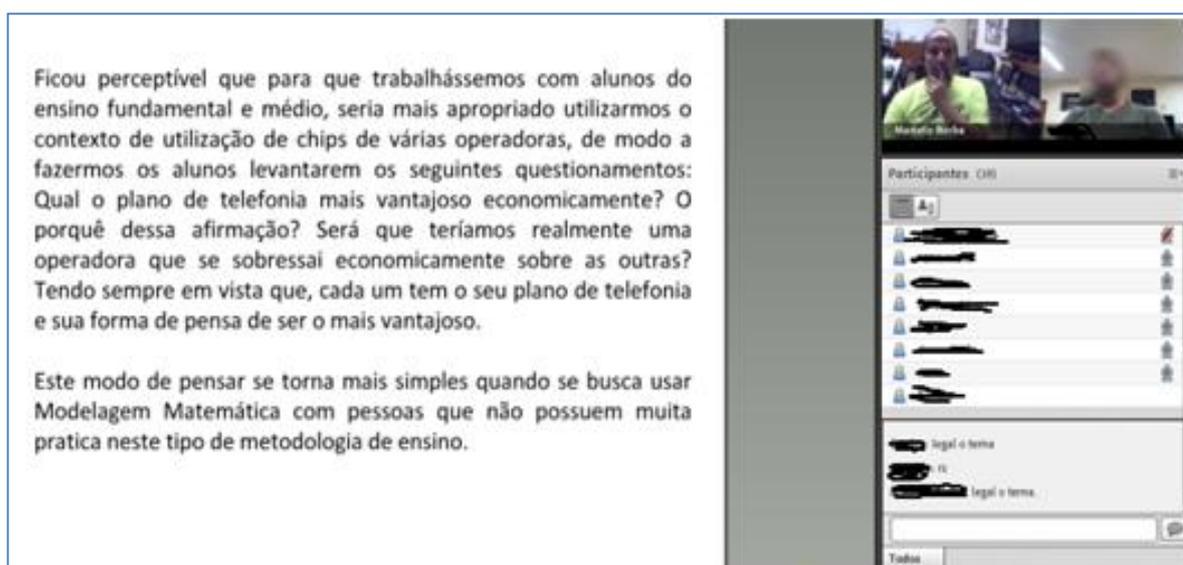 Ficou perceptível que para que trabalhássemos com alunos do
ensino fundamental e médio, seria mais apropriado utilizarmos o
contexto de utilização de chips de várias operadoras, de modo a
fazermos os alunos levantarem os seguintes questionamentos:
Qual o plano de telefonia mais vantajoso economicamente? O
porquê dessa afirmação? Será que teríamos realmente uma
operadora que se sobressai economicamente sobre as outras?
Tendo sempre em vista que, cada um tem o seu plano de telefonia
e sua forma de pensa de ser o mais vantajoso.
Este modo de pensar se torna mais simples quando se busca usar
Modelagem Matemática com pessoas que não possuem muita
pratica neste tipo de metodologia de ensino.
Borba
Participantes
legal o tema
legal o tema.
Todos